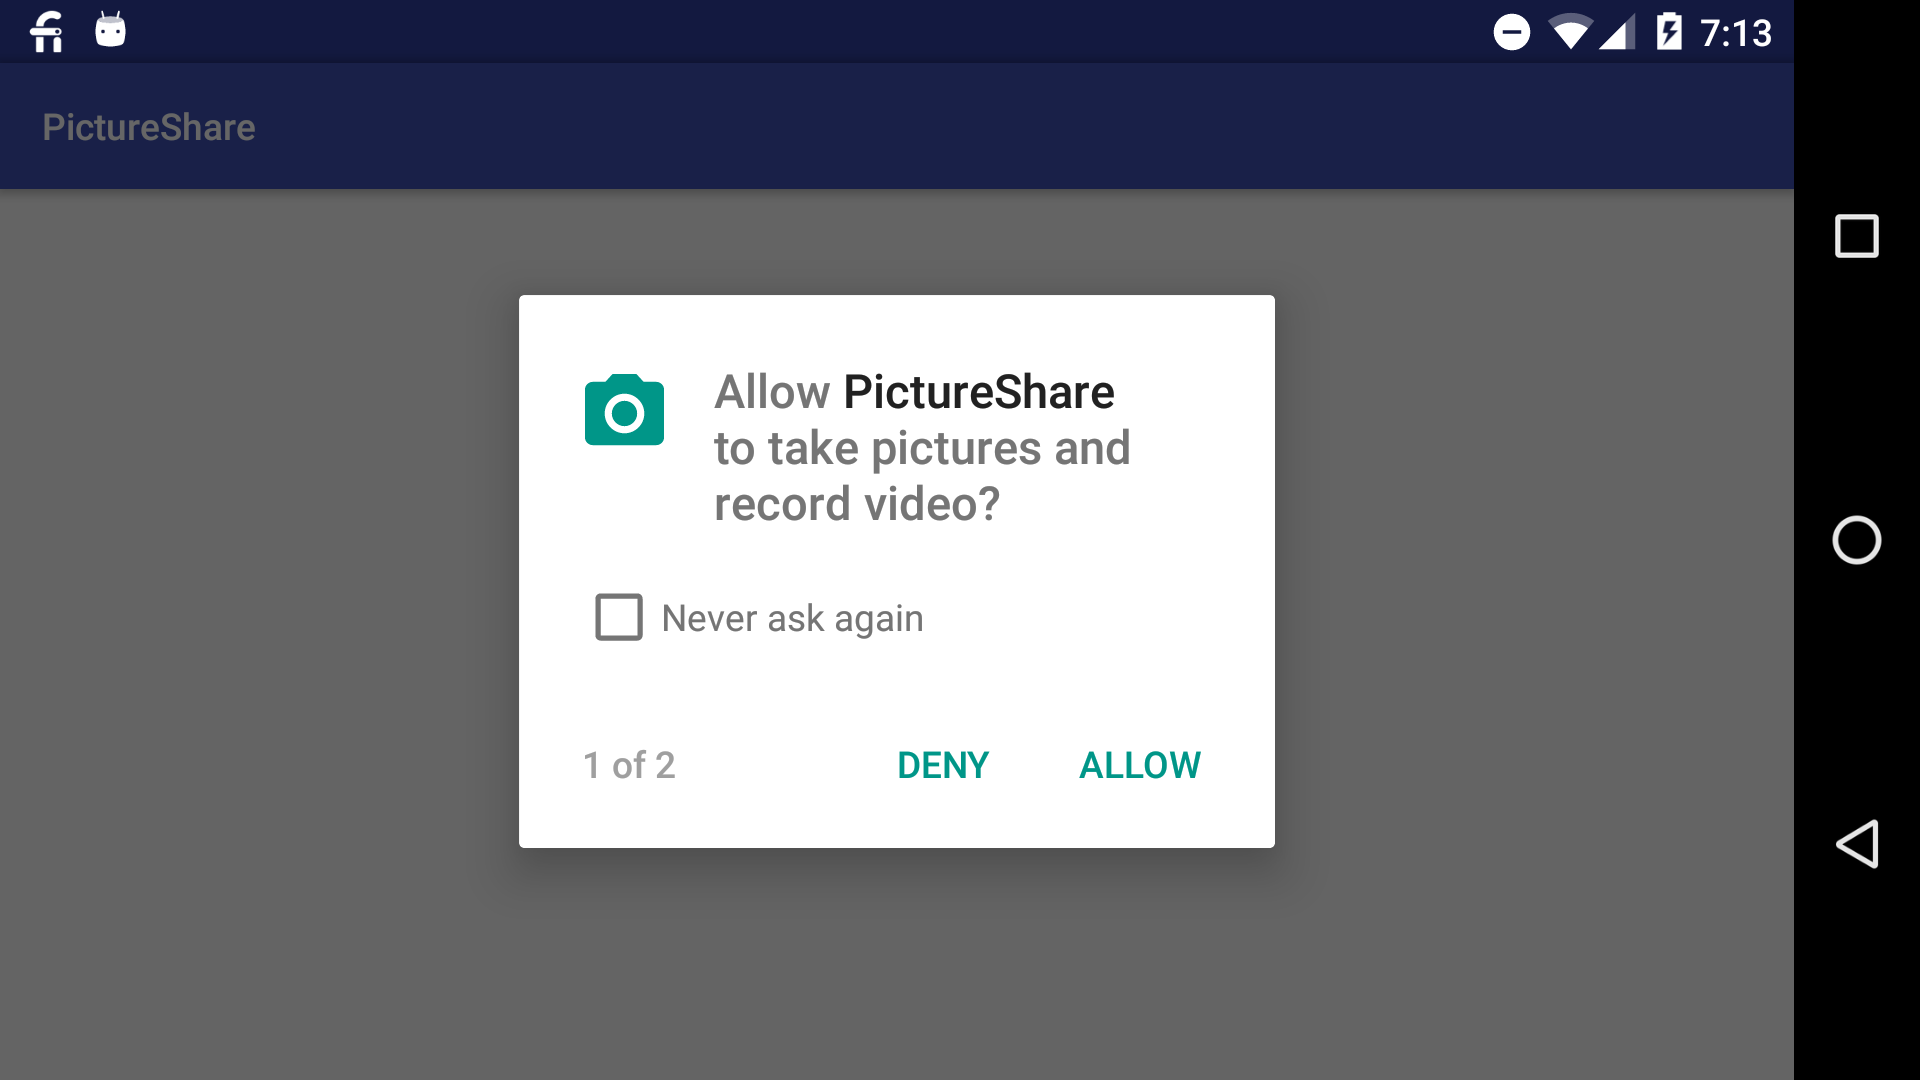 7:13
PictureShare
Allow PictureShare
to take pictures and
record video?
Never ask again
1 of 2 DENY ALLOW